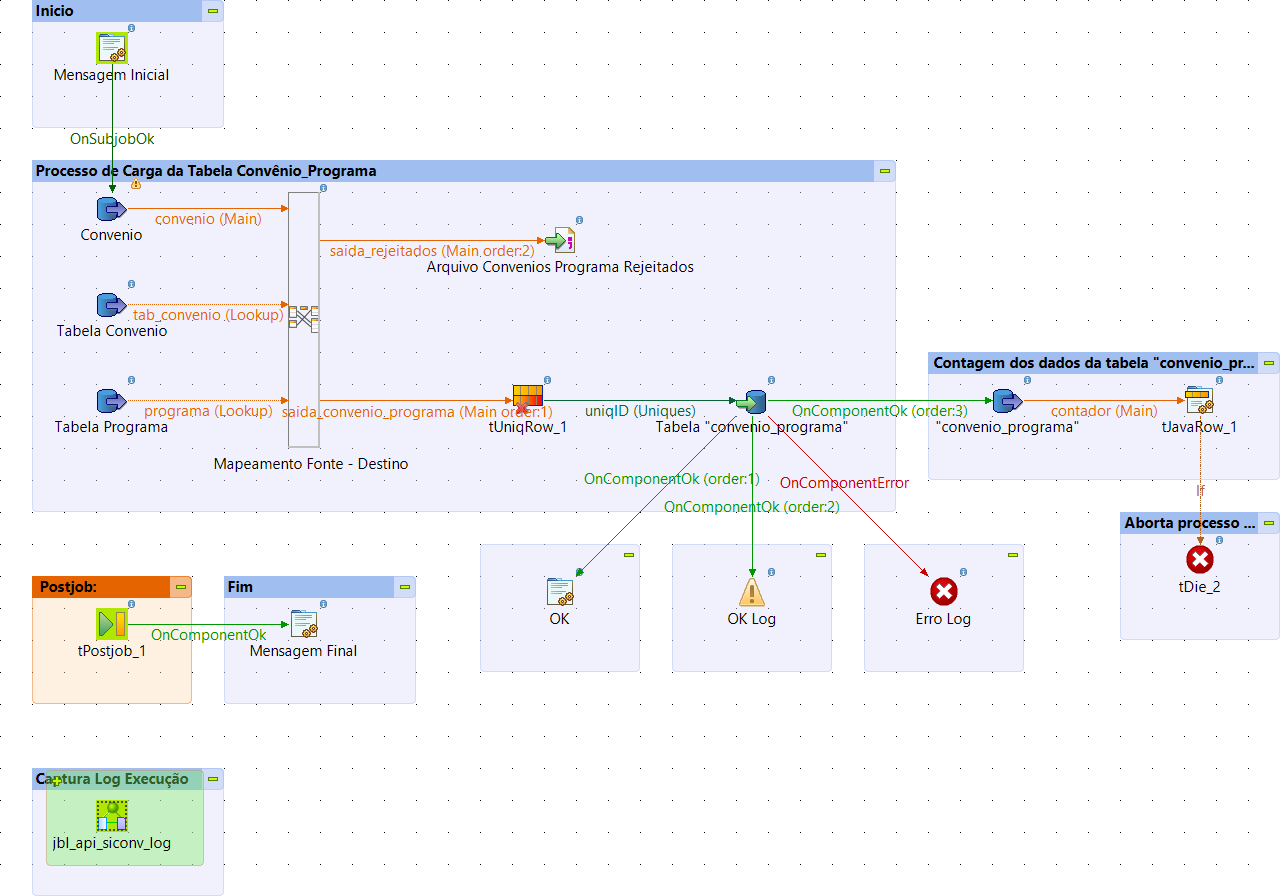 Inicio
Mensagem Inicial
OnSubjobOk
Processo de Carga da Tabela Convênio_Programa
convenio (Main)
Convenio
saida_rejeitados (Main order:2)
Arquivo Convenios Programa Rejeitados
tab_convenio (Lookup)
Tabela Convenio
programa (Lookup)
Tabela Programa
saida_convenio_programa (Main order:1)
tUniqRow_1
uniqID (Uniques)
Tabela "convenio_programa"
OnComponentOk (order:3)
Mapeamento Fonte - Destino
Contagem dos dados da tabela "convenio_pr...
"convenio_programa"
contador (Main)
tJavaRow_1
OnComponentOk (order:1)
OnComponentError
OnComponentOk (order:2)
If
Aborta processo ...
tDie_2
OK
OK Log
Erro Log
Postjob:
tPostjob_1
OnComponentOk
Fim
Mensagem Final
Captura Log Execução
jbl_api_siconv_log